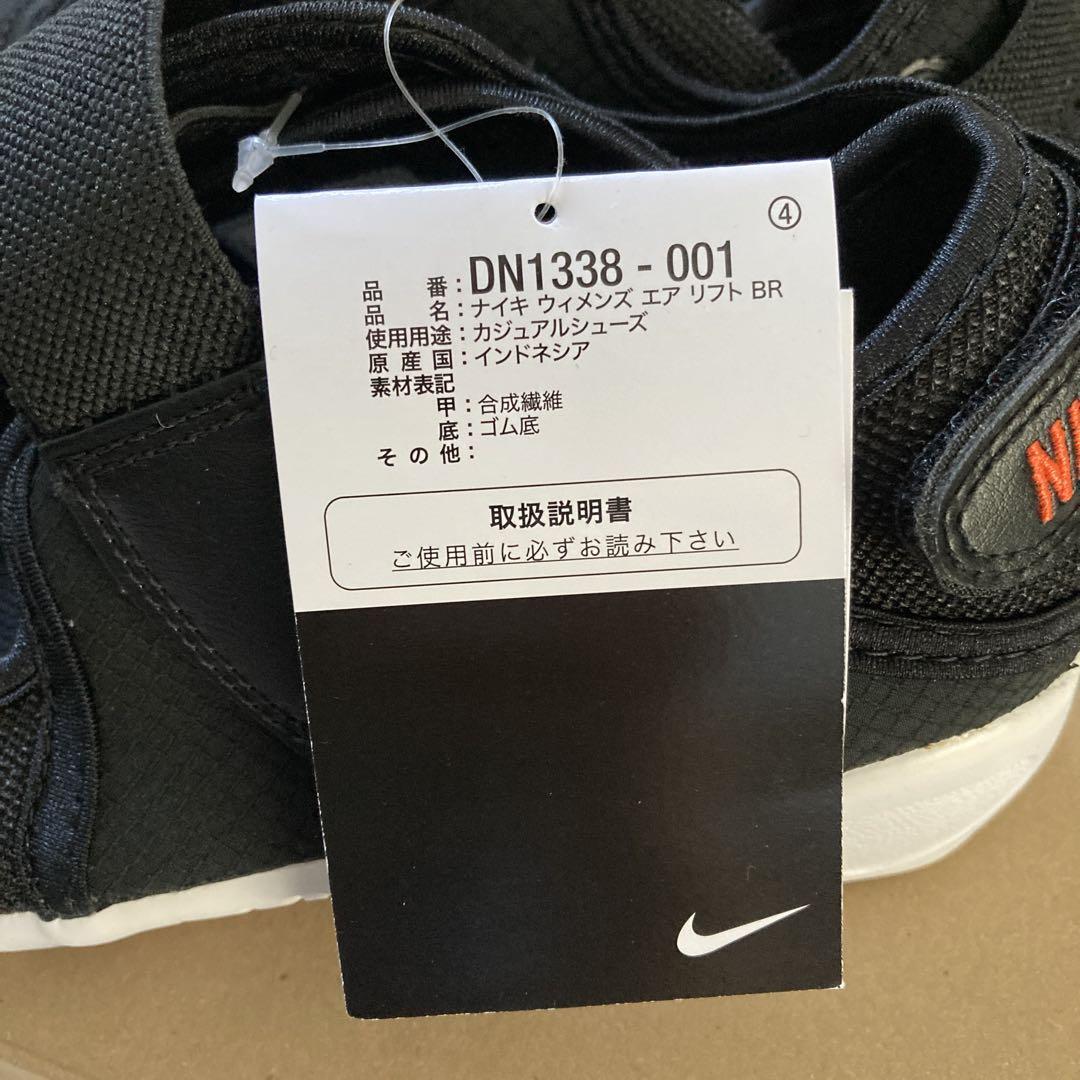 ④
品番：DN1338 - 001
品名：ナイキ ウィメンズ エア リフト BR
使用用途：カジュアルシューズ
原産国：インドネシア
素材表記
甲：合成繊維
底：ゴム底
その他：
取扱説明書
ご使用前に必ずお読み下さい